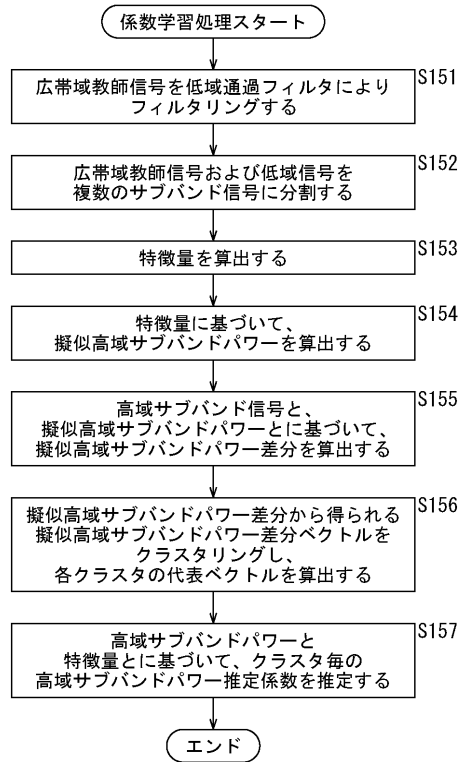 係数学習処理スタート
S151
広帯域教師信号を低域通過フィルタにより
フィルタリングする
S152
広帯域教師信号および低域信号を
複数のサブバンド信号に分割する
S153
特徴量を算出する
S154
特徴量に基づいて、
擬似高域サブバンドパワーを算出する
S155
高域サブバンド信号と、
擬似高域サブバンドパワーとに基づいて、
擬似高域サブバンドパワー差分を算出する
S156
擬似高域サブバンドパワー差分から得られる
擬似高域サブバンドパワー差分ベクトルを
クラスタリングし、
各クラスタの代表ベクトルを算出する
S157
高域サブバンドパワーと
特徴量とに基づいて、クラスタ毎の
高域サブバンドパワー推定係数を推定する
エンド